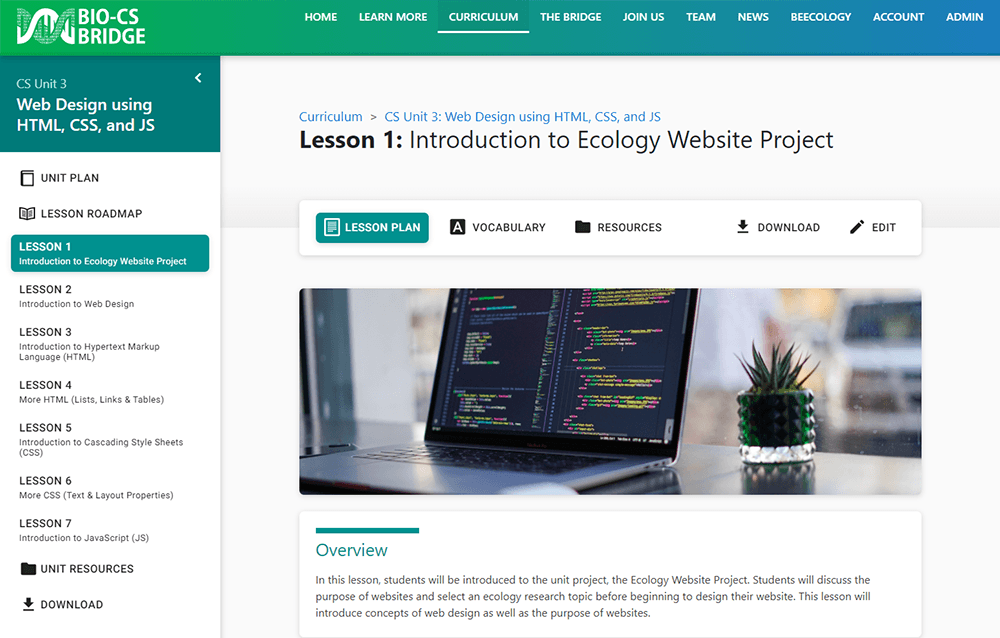 BIO-CS
BRIDGE
HOME LEARN MORE CURRICULUM THE BRIDGE JOIN US TEAM NEWS BEECOLOGY ACCOUNT ADMIN
CS Unit 3
Web Design using
HTML, CSS, and JS
UNIT PLAN
LESSON ROADMAP
LESSON 1
Introduction to Ecology Website Project
LESSON 2
Introduction to Web Design
LESSON 3
Introduction to Hypertext Markup
Language (HTML)
LESSON 4
More HTML (Lists, Links & Tables)
LESSON 5
Introduction to Cascading Style Sheets
(CSS)
LESSON 6
More CSS (Text & Layout Properties)
LESSON 7
Introduction to JavaScript (JS)
UNIT RESOURCES
DOWNLOAD
Curriculum > CS Unit 3: Web Design using HTML, CSS, and JS
Lesson 1: Introduction to Ecology Website Project
LESSON PLAN VOCABULARY RESOURCES DOWNLOAD EDIT
Overview
In this lesson, students will be introduced to the unit project, the Ecology Website Project. Students will discuss the
purpose of websites and select an ecology research topic before beginning to design their website. This lesson will
introduce concepts of web design as well as the purpose of websites.